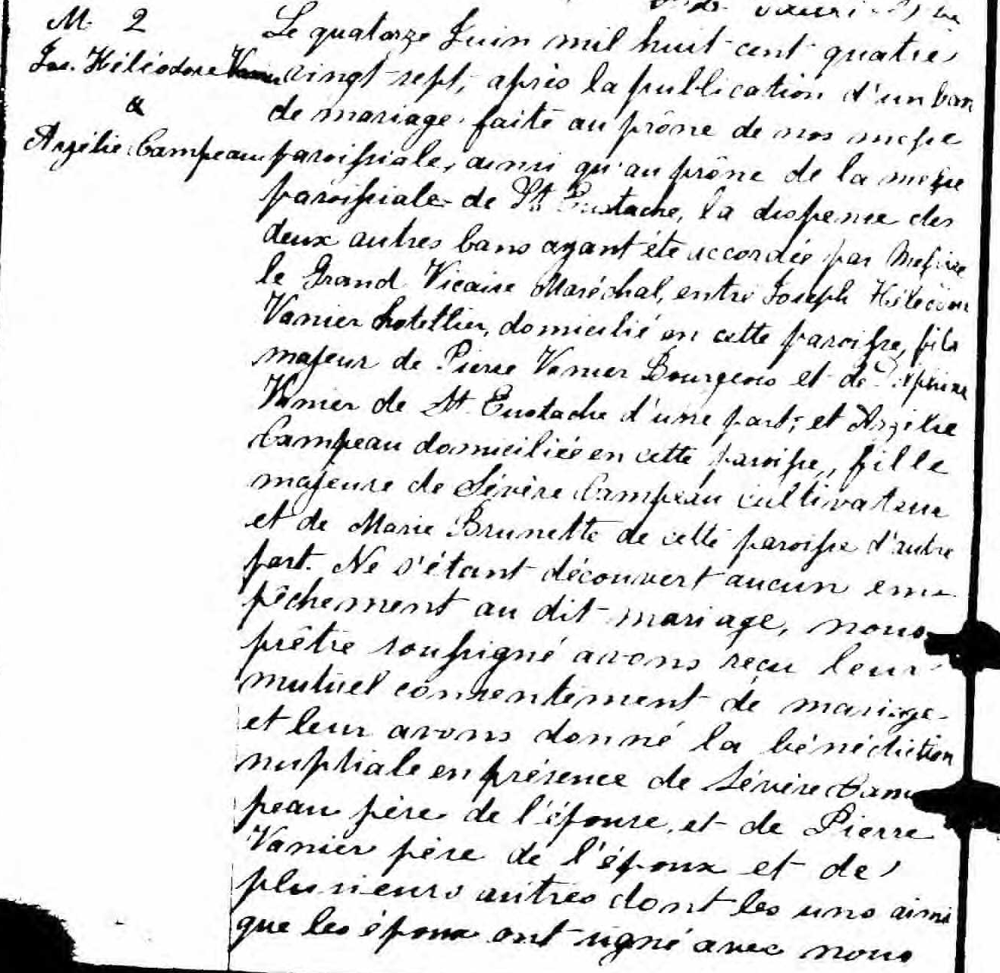 M. 2
Jos. Héliodore Vanier
&
Azélie Campeau
Le quatorze Juin mil huit cent quatre
vingt-sept, après la publication d'un ban
de mariage faite au prône de nos messe
paroissiale, ainsi qu'au prône de la messe
paroissiale de St Eustache, la dispense des
deux autres bans ayant été accordée par Messire
le Grand Vicaire Maréchal, entre Joseph
Vanier hotellier, domicilié en cette paroisse, fils
majeur de Pierre Vanier Bourgeois et de
Vanier de St. Eustache d'une part; et Azélie
Campeau domiciliée en cette paroisse, fille
majeure de Sévère Campeau cultivateur
et de Marie Brunette de cette paroisse d'autre
part. Ne s'étant découvert aucun em-
pêchement au dit mariage, nous
prêtre soussigné avons reçu leur
mutuel consentement de mariage
et leur avons donné la bénédiction
nuptiale en présence de Sévère Cam
peau père de l'épouse, et de Pierre
Vanier père de l'époux et de
plusieurs autres dont les uns ainsi
que les époux ont signé avec nous